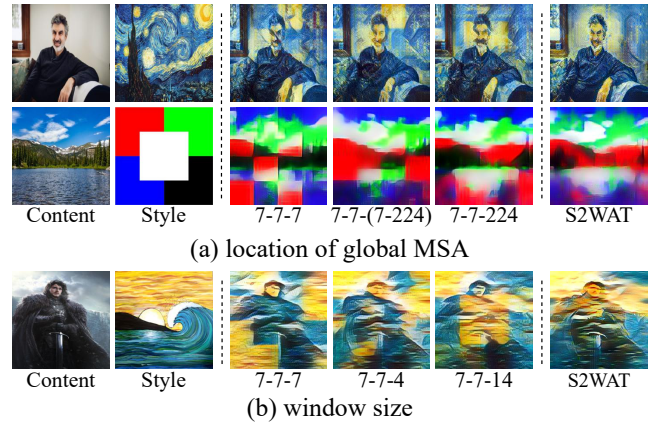 Content Style 7-7-7 7-7-(7-224) 7-7-224 S2WAT
(a) location of global MSA
Content Style 7-7-7 7-7-4 7-7-14 S2WAT
(b) window size